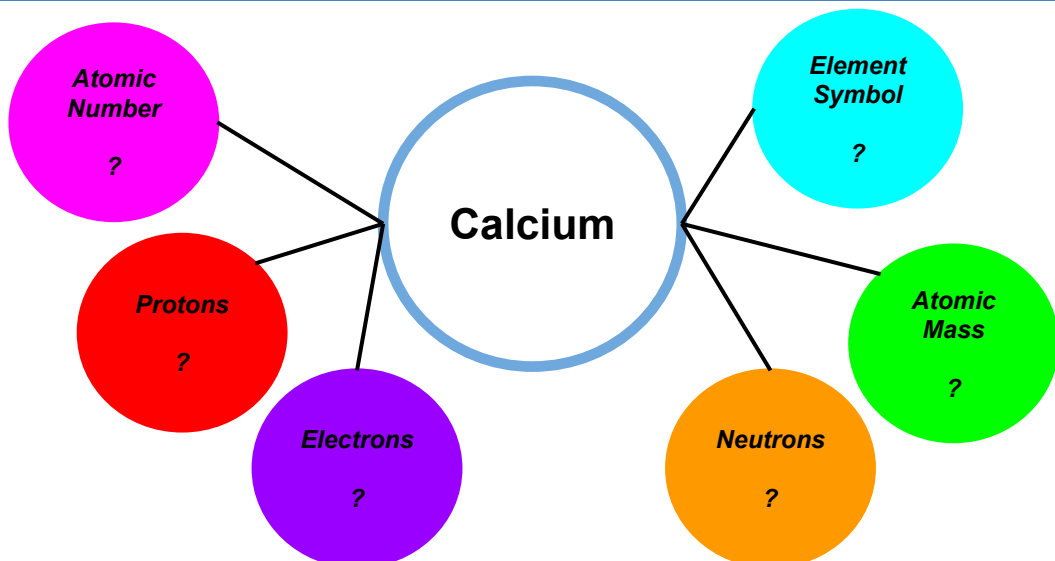 Atomic
Number
?
Element
Symbol
?
Calcium
Protons
?
Atomic
Mass
?
Electrons
?
Neutrons
?